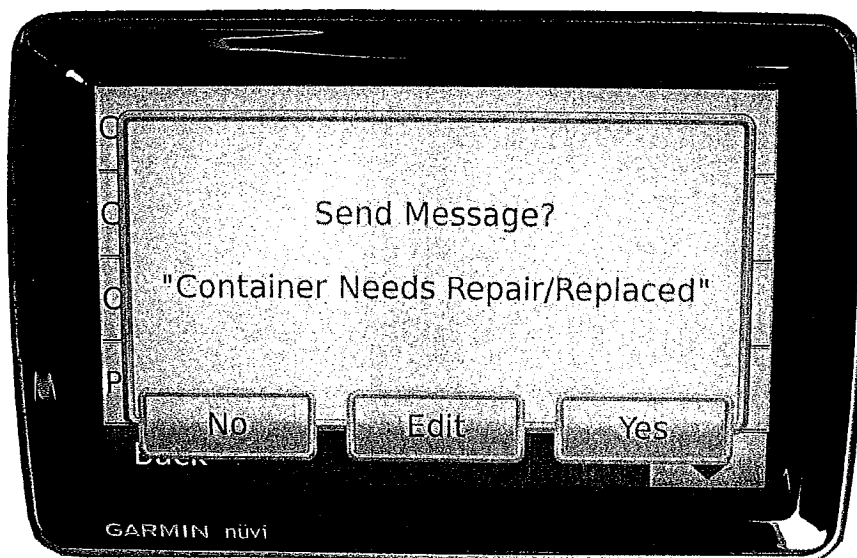 Send Message?
"Container Needs Repair/Replaced"
No
Edit
Yes
GARMIN nüvi